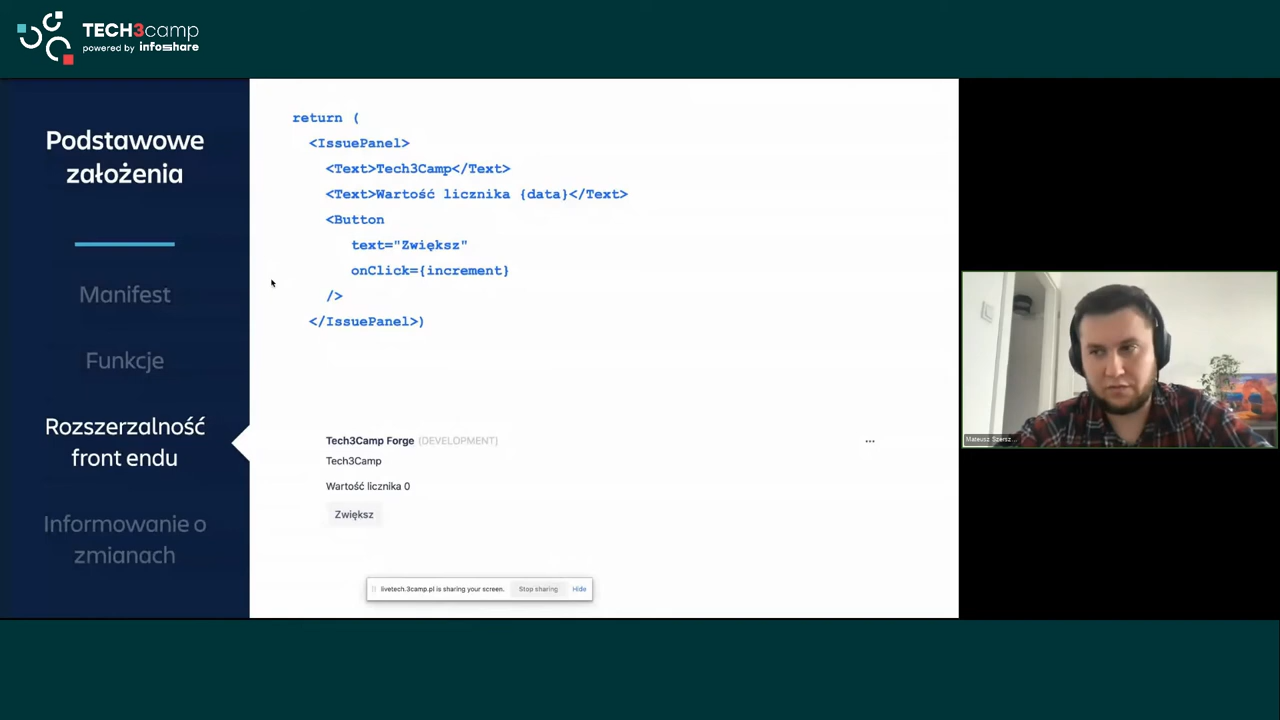 TECH3camp
powered by infoshare
Podstawowe
założenia
Manifest
Funkcje
Rozszerzalność
front endu
Informowanie o
zmianach
return (
<IssuePanel>
<Text>Tech3Camp</Text>
<Text>Wartość licznika {data}</Text>
<Button
text="Zwiększ"
onClick={increment}
/>
</IssuePanel>)
Tech3Camp Forge (DEVELOPMENT)
...
Tech3Camp
Wartość licznika 0
Zwiększ
livetech.3camp.pl is sharing your screen.
Stop sharing
Hide
Mateusz Szersz...